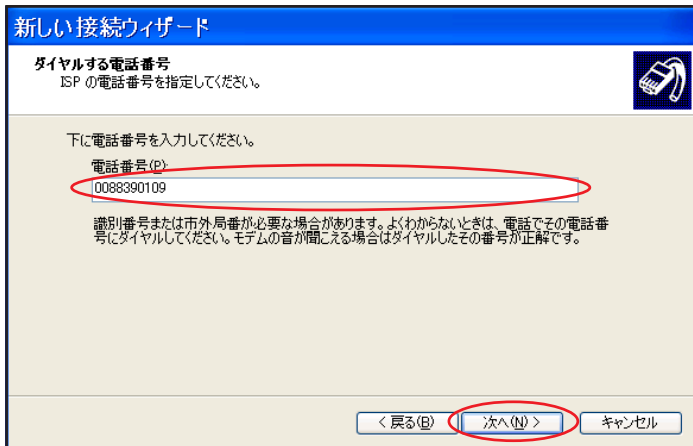 新しい接続ウィザード
ダイヤルする電話番号
ISP の電話番号を指定してください。
下に電話番号を入力してください。
電話番号(P):
0088390109
識別番号または市外局番が必要な場合があります。よくわからないときは、電話でその電話番
号にダイヤルしてください。モデムの音が聞こえる場合はダイヤルしたその番号が正解です。
< 戻る(B) 次へ(N) > キャンセル